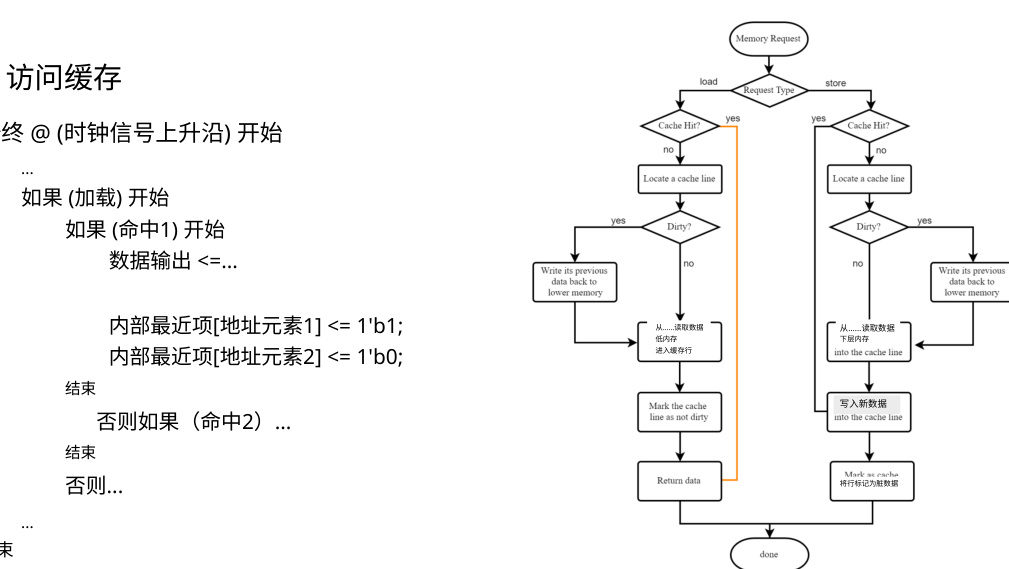 访问缓存
终 @ (时钟信号上升沿) 开始
...
如果 (加载) 开始
如果 (命中1) 开始
数据输出 <=...
内部最近项[地址元素1] <= 1'b1;
内部最近项[地址元素2] <= 1'b0;
结束
否则如果（命中2）...
结束
否则...
...
束
Memory Request
Request Type
load
store
Cache Hit?
yes
no
Locate a cache line
Dirty?
yes
no
Write its previous
data back to
lower memory
从......读取数据
低内存
进入缓存行
Mark the cache
line as not dirty
Return data
Cache Hit?
yes
no
Locate a cache line
Dirty?
yes
no
Write its previous
data back to
lower memory
从......读取数据
下层内存
into the cache line
写入新数据
into the cache line
Mark as cache
将行标记为脏数据
done